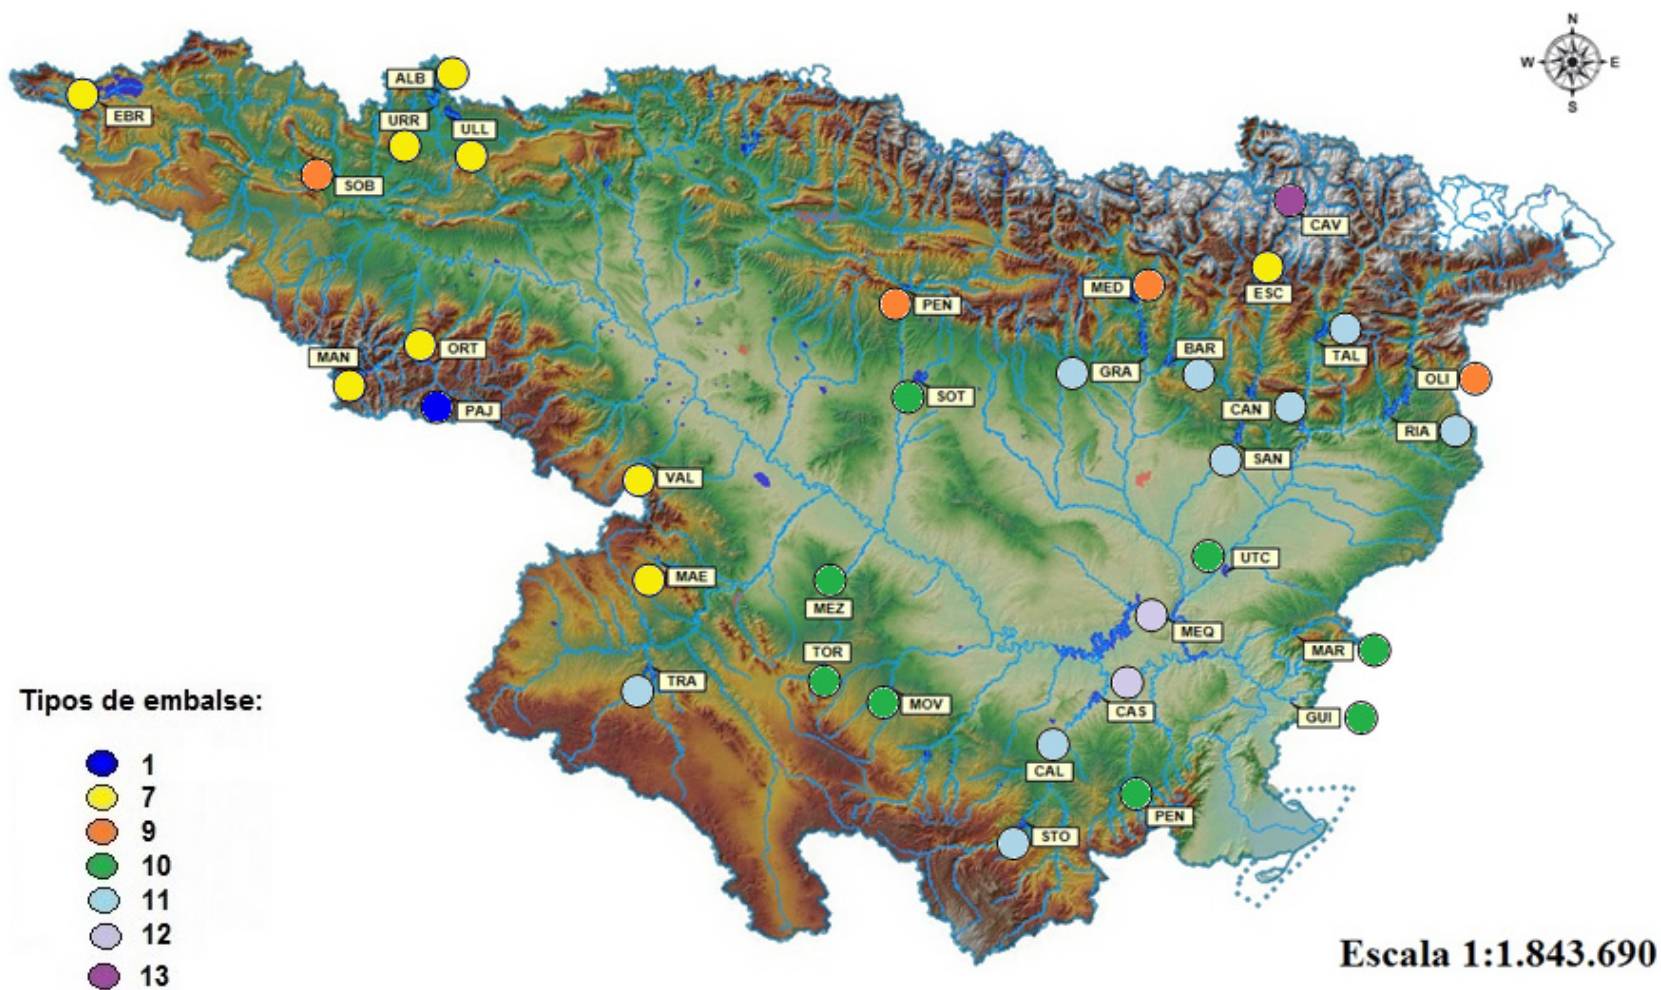 N
W
E
S
ALB
EBR
URR
ULL
SOB
CAV
MED
ESC
PEN
ORT
MAN
BAR
TAL
GRA
OLI
SOT
PAJ
CAN
RIA
SAN
VAL
UTC
MAE
MEZ
MEQ
TOR
MAR
TRA
MOV
CAS
GUI
CAL
PEN
STO
Tipos de embalse:
1
7
9
10
11
12
13
Escala 1:1.843.690